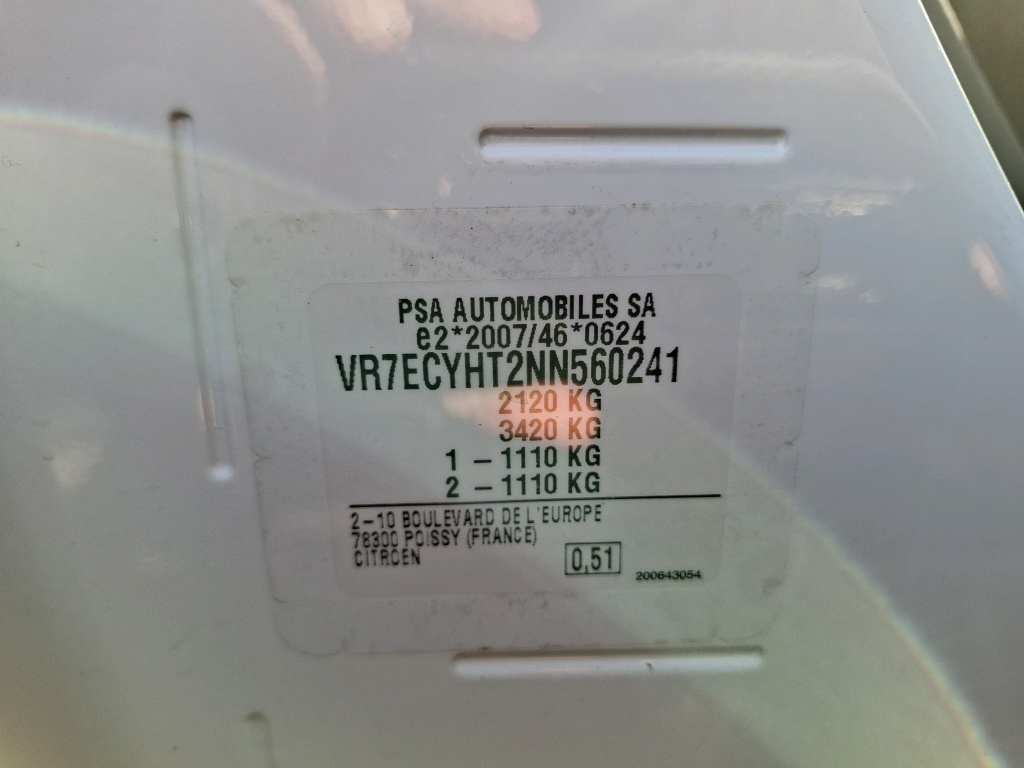 PSA AUTOMOBILES SA
e2*2007/46*0624
VR7ECYHT2NN560241
2120 KG
3420 KG
1 – 1110 KG
2 – 1110 KG
2–10 BOULEVARD DE L'EUROPE
78300 POISSY (FRANCE)
CITROEN
0,51
200643054